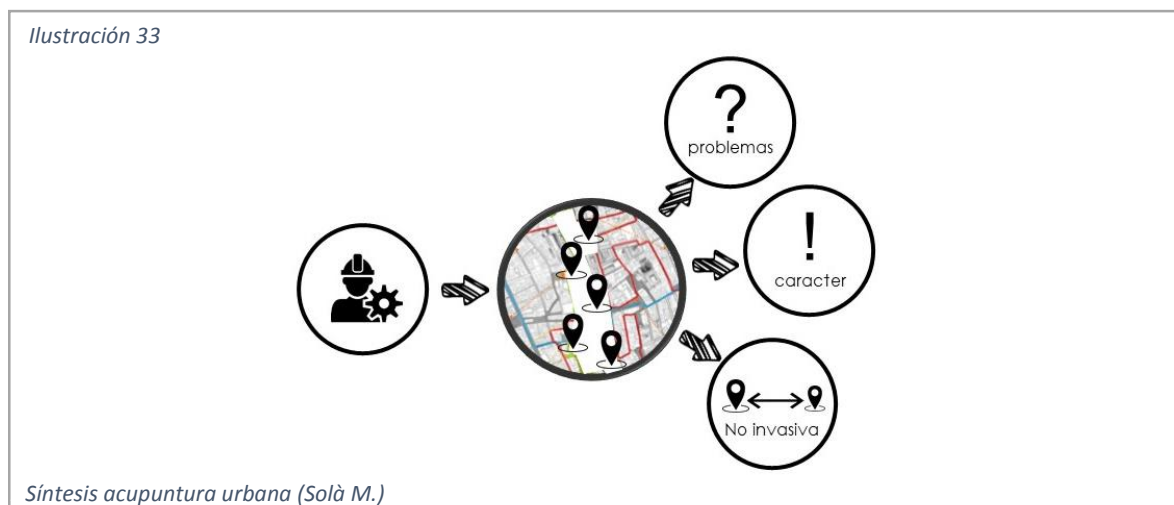 Ilustración 33
?
problemas
!
caracter
No invasiva
Síntesis acupuntura urbana (Solà M.)